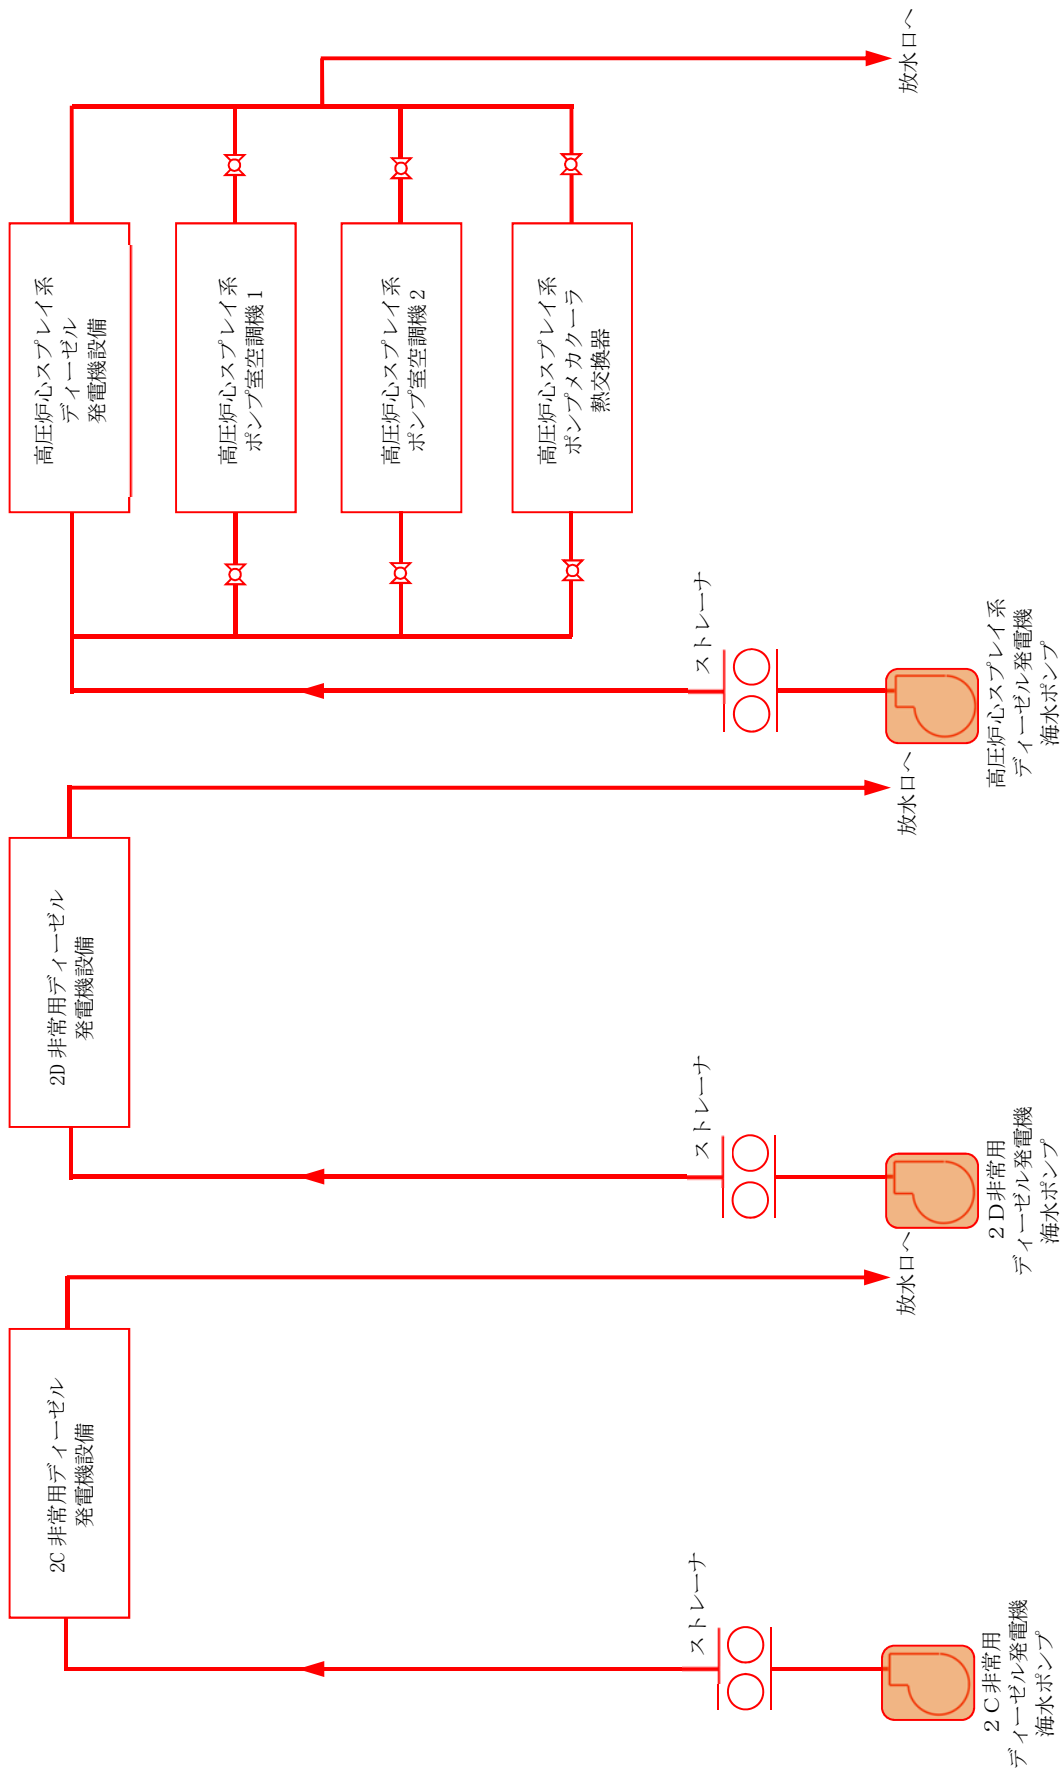 2C 非常用ディーゼル
発電機設備
ストレーナ
2C非常用
ディーゼル発電機
海水ポンプ
放水口へ
2D 非常用ディーゼル
発電機設備
ストレーナ
2D非常用
ディーゼル発電機
海水ポンプ
放水口へ
高圧炉心スプレイ系
ディーゼル
発電機設備
高圧炉心スプレイ系
ポンプ室空調機1
高圧炉心スプレイ系
ポンプ室空調機2
高圧炉心スプレイ系
ポンプメカクーラ
熱交換器
ストレーナ
高圧炉心スプレイ系
ディーゼル発電機
海水ポンプ
放水口へ